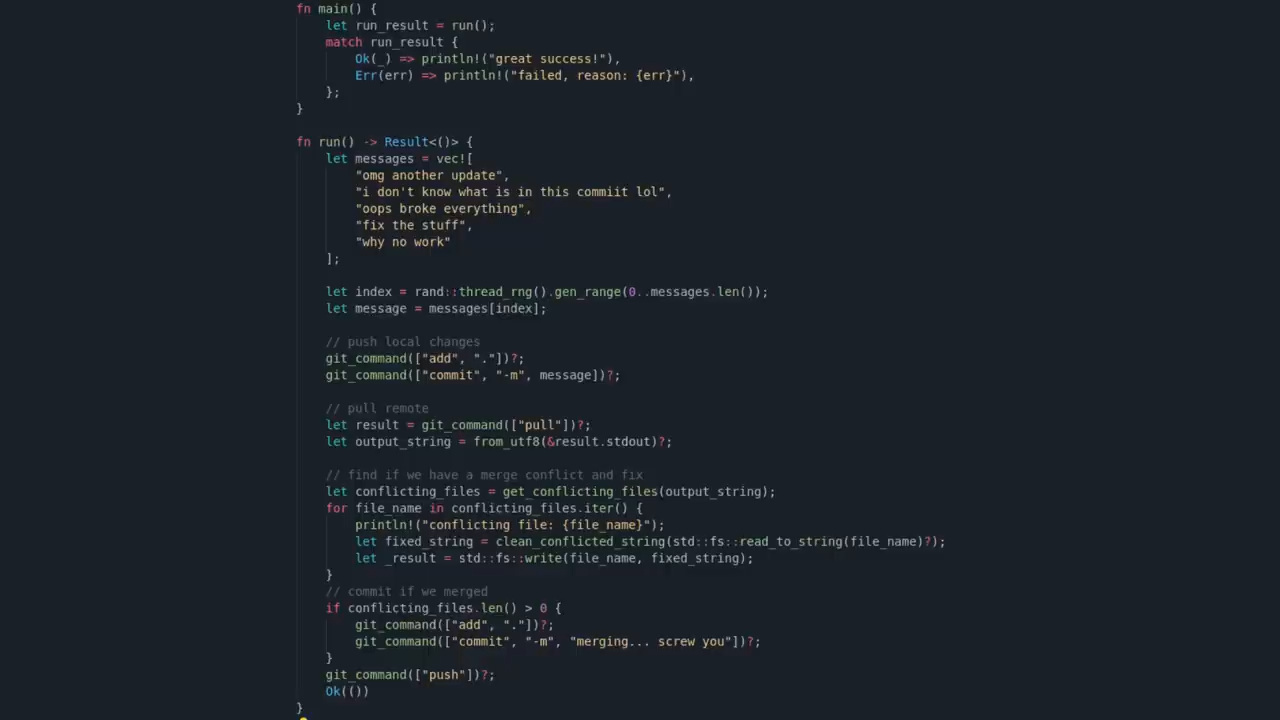 fn main() {
    let run_result = run();
    match run_result {
        Ok(_) => println!("great success!"),
        Err(err) => println!("failed, reason: {err}"),
    };
}

fn run() -> Result<()> {
    let messages = vec![
        "omg another update",
        "i don't know what is in this commiit lol",
        "oops broke everything",
        "fix the stuff",
        "why no work"
    ];

    let index = rand::thread_rng().gen_range(0..messages.len());
    let message = messages[index];

    // push local changes
    git_command(["add", "."])?;
    git_command(["commit", "-m", message])?;

    // pull remote
    let result = git_command(["pull"])?;
    let output_string = from_utf8(&result.stdout)?;

    // find if we have a merge conflict and fix
    let conflicting_files = get_conflicting_files(output_string);
    for file_name in conflicting_files.iter() {
        println!("conflicting file: {file_name}");
        let fixed_string = clean_conflicted_string(std::fs::read_to_string(file_name)?);
        let _result = std::fs::write(file_name, fixed_string);
    }
    // commit if we merged
    if conflicting_files.len() > 0 {
        git_command(["add", "."])?;
        git_command(["commit", "-m", "merging... screw you"])?;
    }
    git_command(["push"])?;
    Ok(())
}